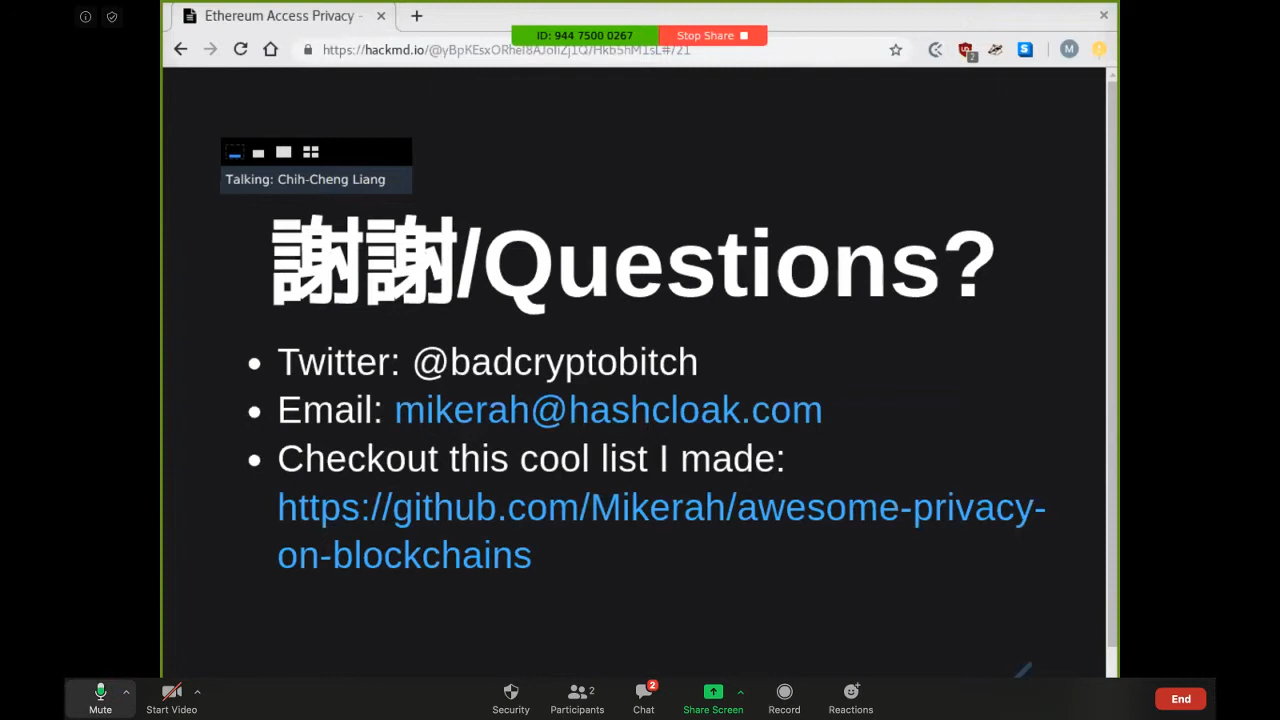 Ethereum Access Privacy -
ID: 944 7500 0267
Stop Share
Talking: Chih-Cheng Liang
謝謝/Questions?
Twitter: @badcryptobitch
Email: mikerah@hashcloak.com
Checkout this cool list I made:
https://github.com/Mikerah/awesome-privacy-
on-blockchains
Mute
Start Video
Security
2
Participants
2
Chat
Share Screen
Record
Reactions
End